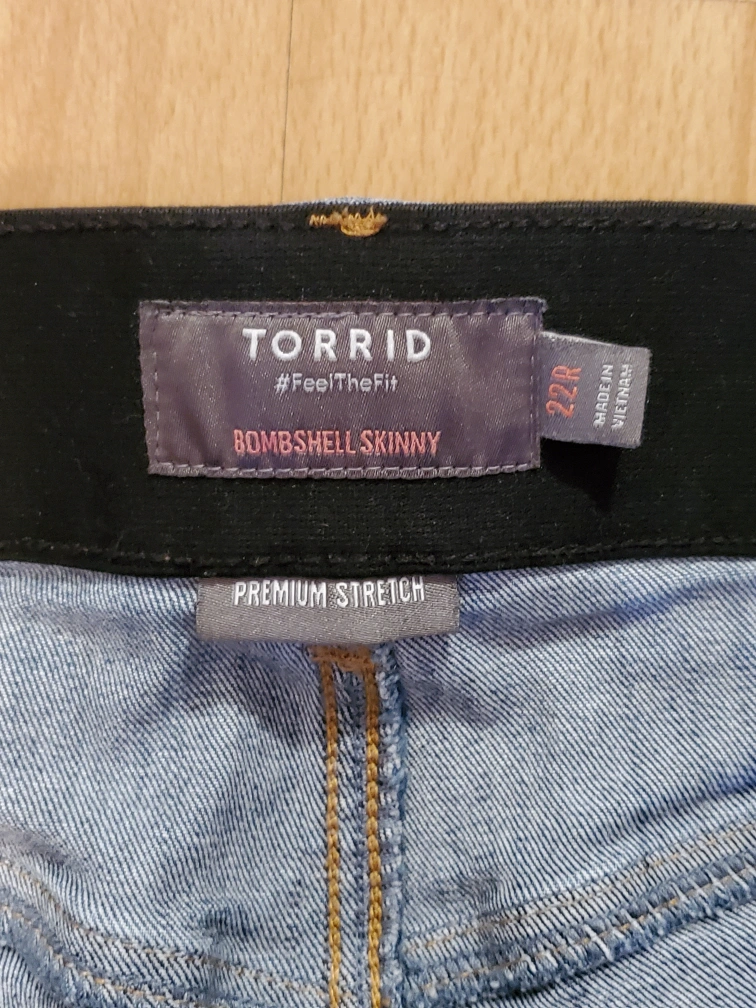 TORRID
#FeelTheFit
BOMBSHELL SKINNY
22R
MADE IN
VIETNAM
PREMIUM STRETCH